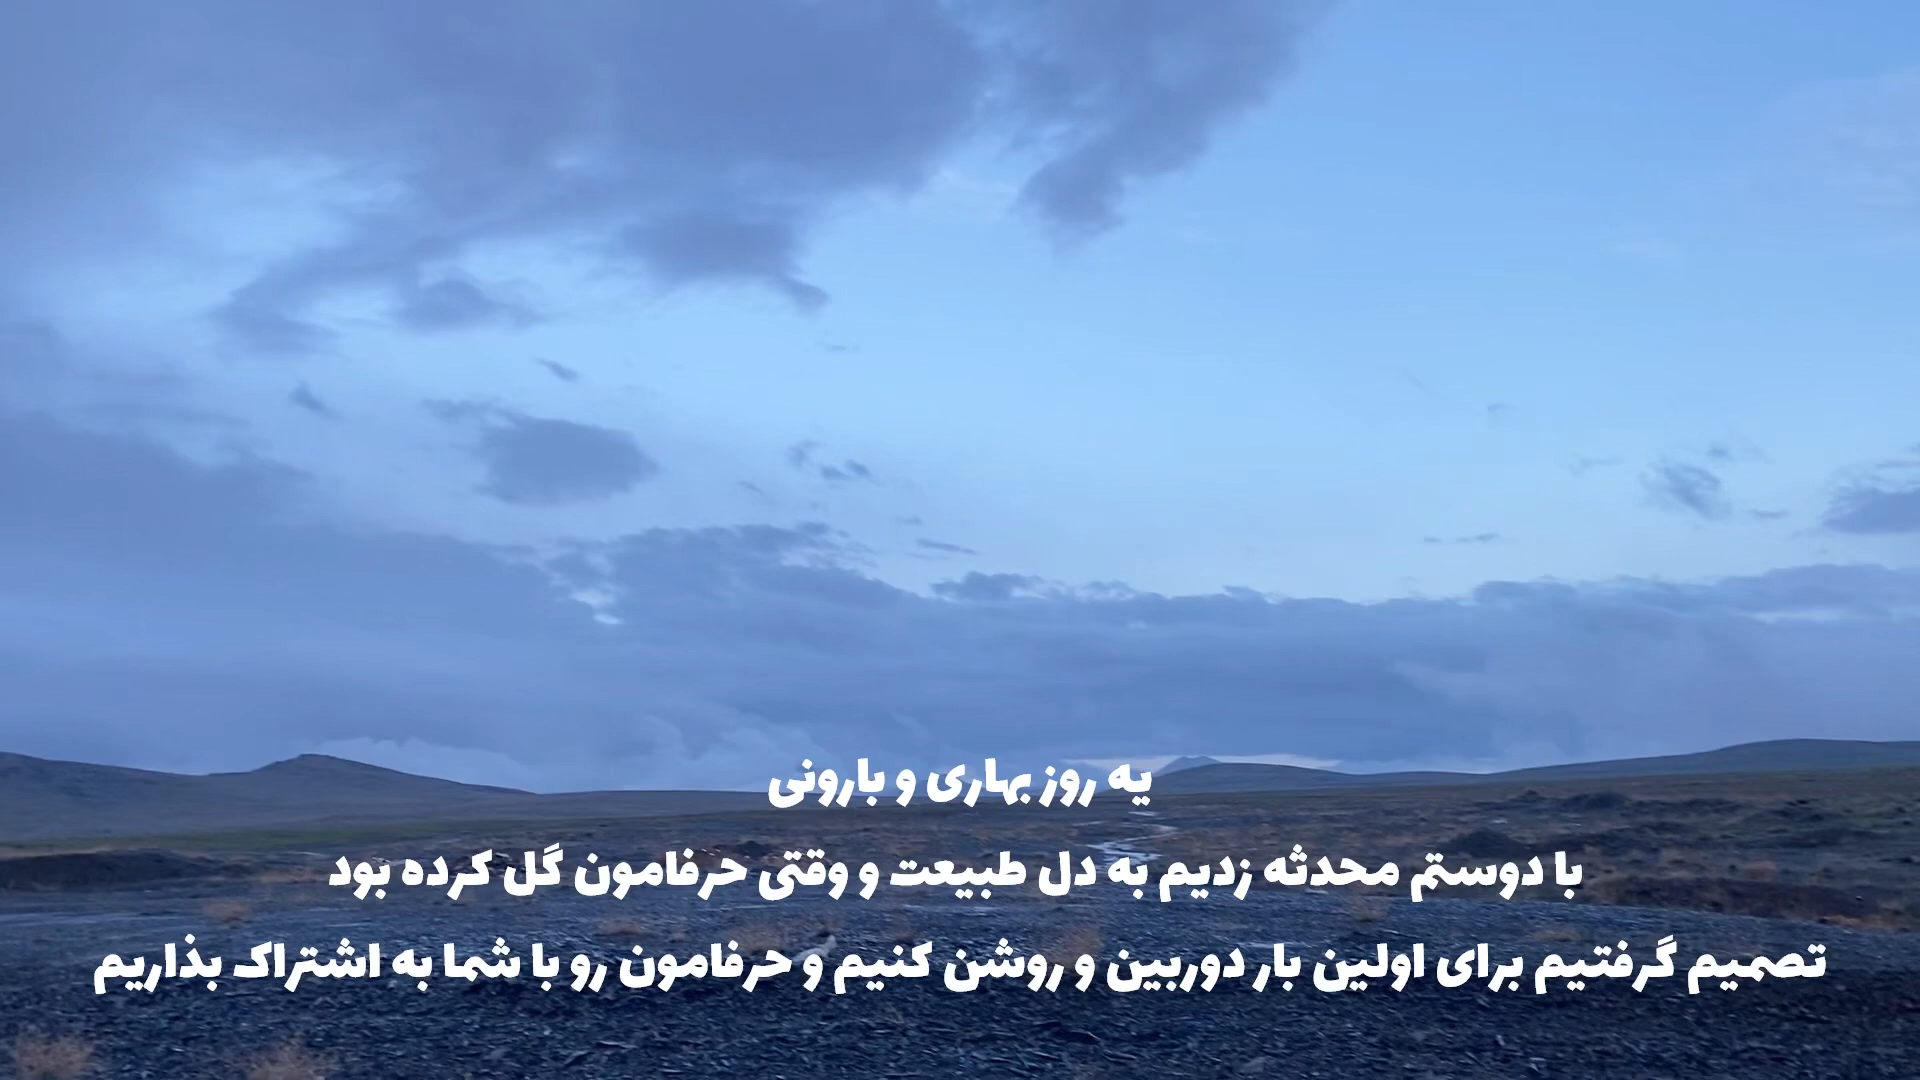 یه روز بهاری و بارونی
با دوستم محدثه زدیم به دل طبیعت و وقتی حرفامون گل کرده بود
تصمیم گرفتیم برای اولین بار دوربین و روشن کنیم و حرفامون رو با شما به اشتراک بذاریم